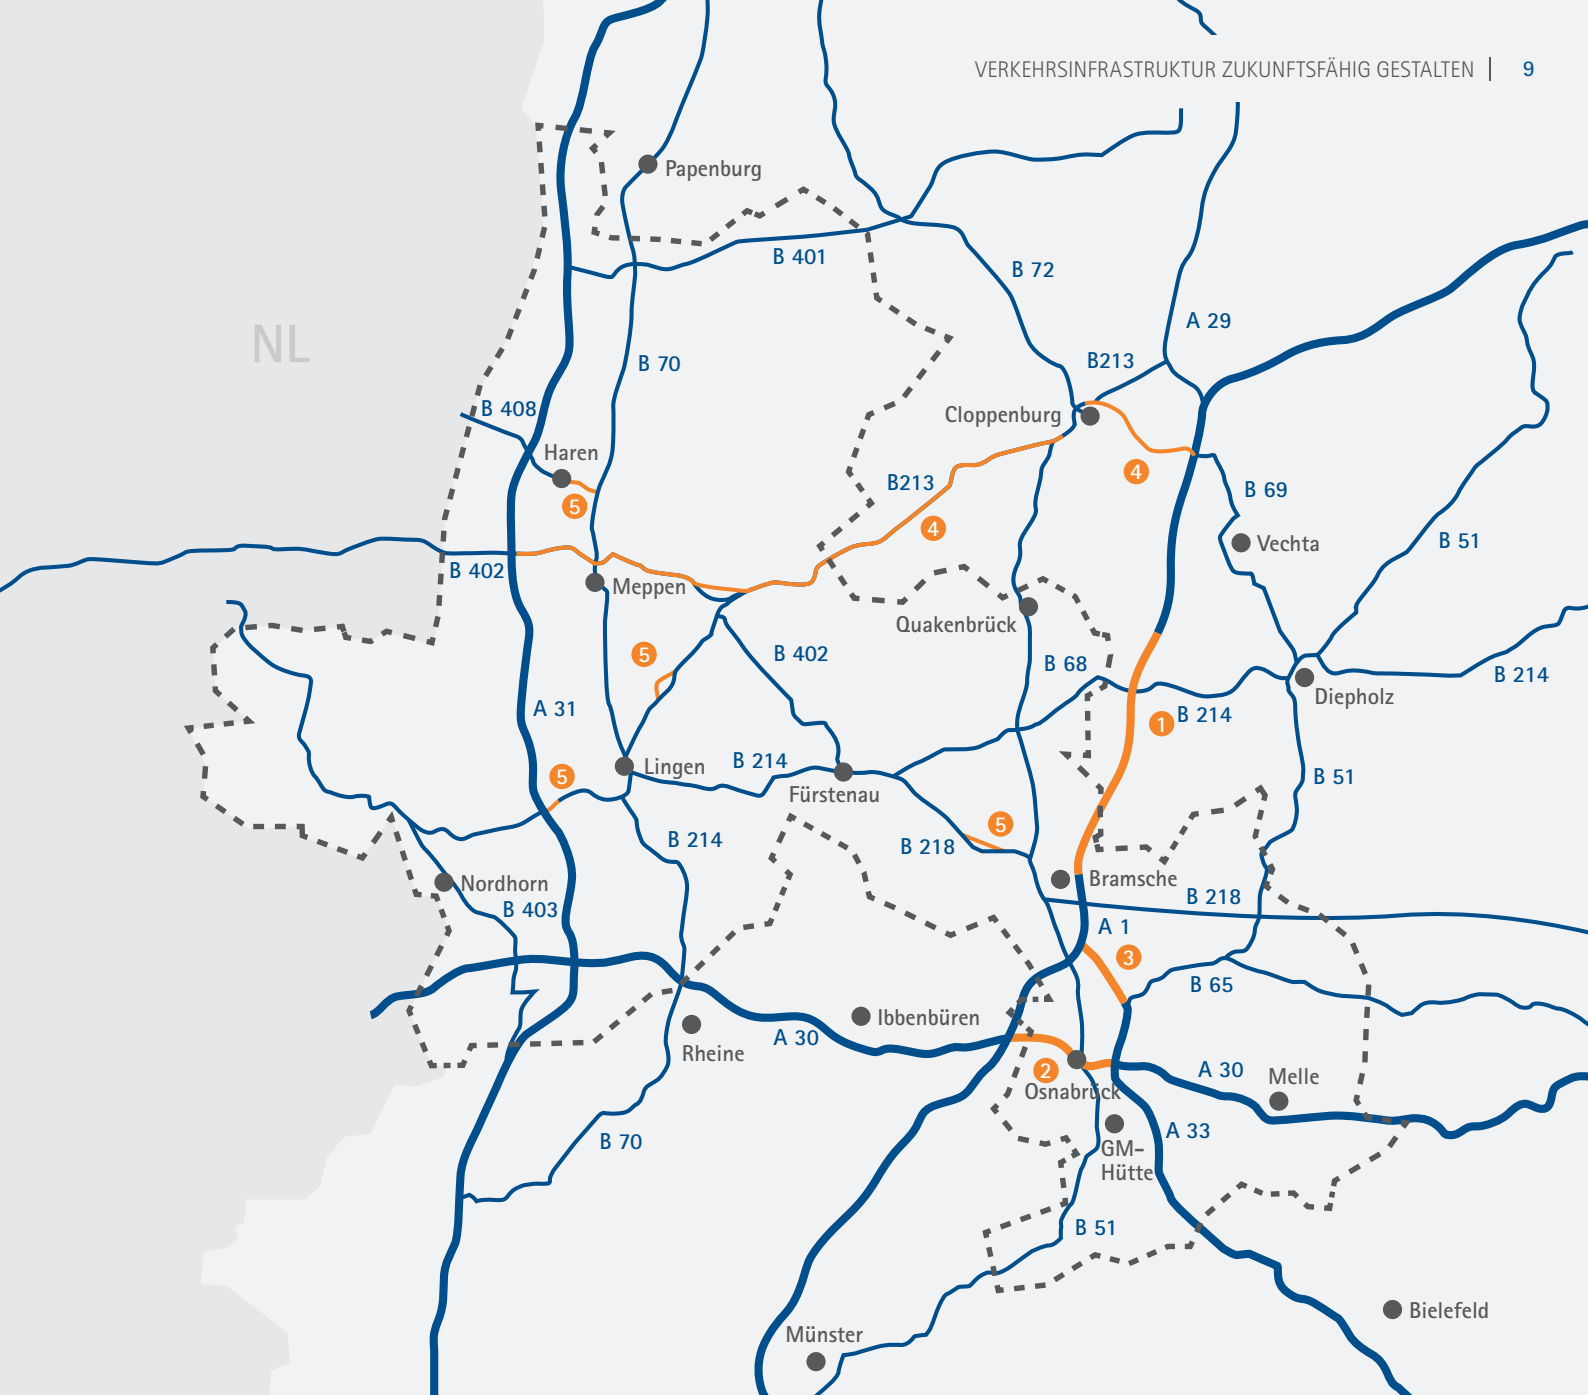 VERKEHRSINFRASTRUKTUR ZUKUNFTSFÄHIG GESTALTEN | 9
Papenburg
B 401
B 72
A 29
NL
B 70
B213
B 408
Cloppenburg
Haren
4
B213
B 69
5
4
Vechta
B 51
B 402
Meppen
Quakenbrück
5
B 402
B 68
B 214
Diepholz
A 31
1
B 214
Lingen
B 214
5
B 51
Fürstenau
5
B 214
B 218
Nordhorn
Bramsche
B 218
B 403
A 1
3
B 65
Ibbenbüren
A 30
Rheine
2
A 30
Melle
Osnabrück
A 33
B 70
GM-
Hütte
B 51
Bielefeld
Münster